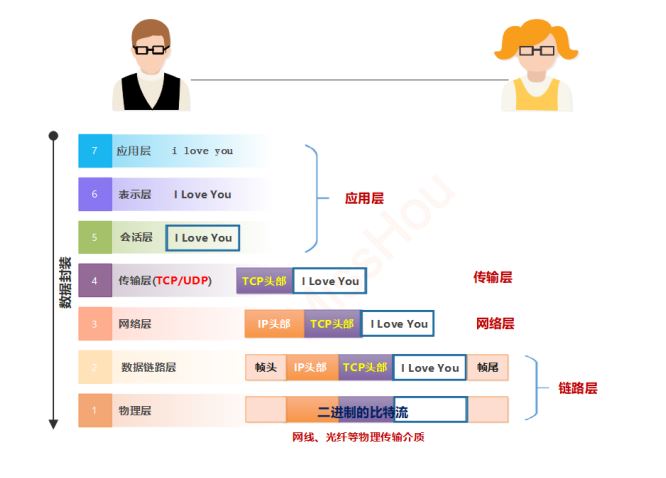 7 应用层 i love you
6 表示层 I Love You
应用层
5 会话层 I Love You
数据封装
4 传输层(TCP/UDP) TCP头部 I Love You 传输层
3 网络层 IP头部 TCP头部 I Love You 网络层
2 数据链路层 帧头 IP头部 TCP头部 I Love You 帧尾
链路层
1 物理层 二进制的比特流
网线、光纤等物理传输介质